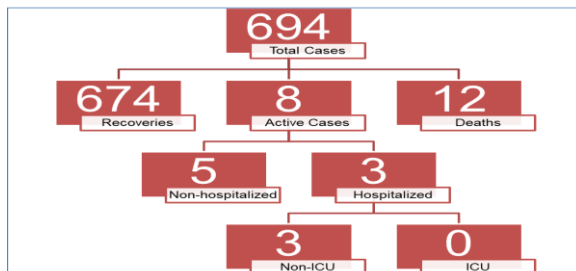 694
Total Cases
674
Recoveries
8
Active Cases
12
Deaths
5
Non-hospitalized
3
Hospitalized
3
Non-ICU
0
ICU